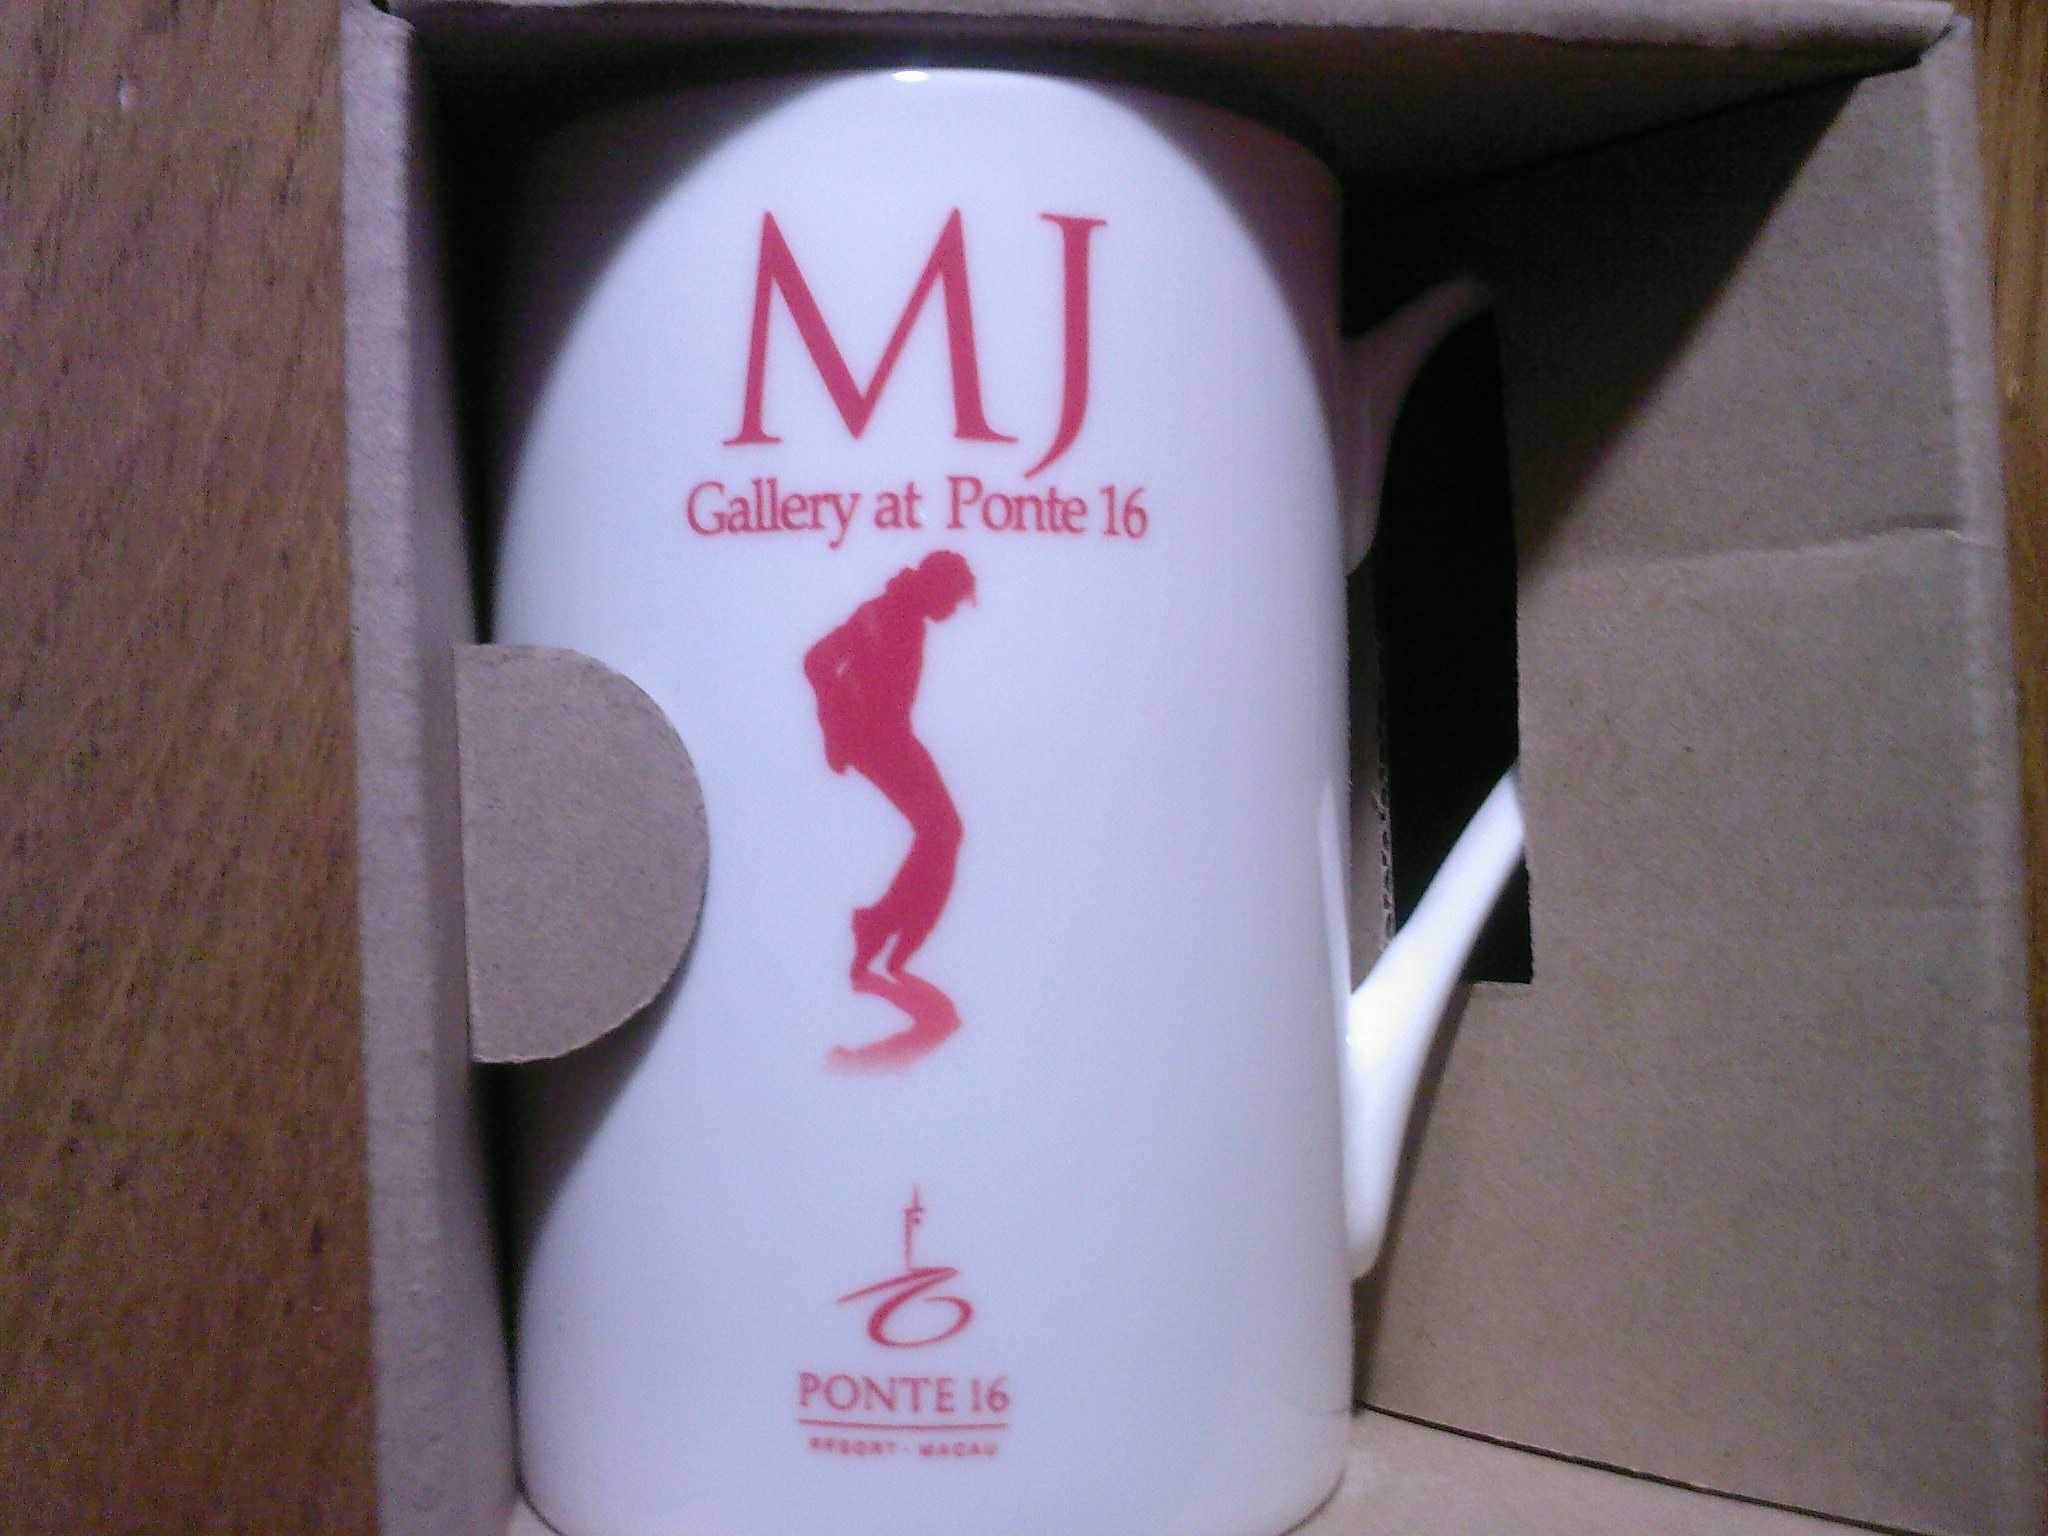 MJ
Gallery at Ponte 16
PONTE 16
RESORT - MACAU